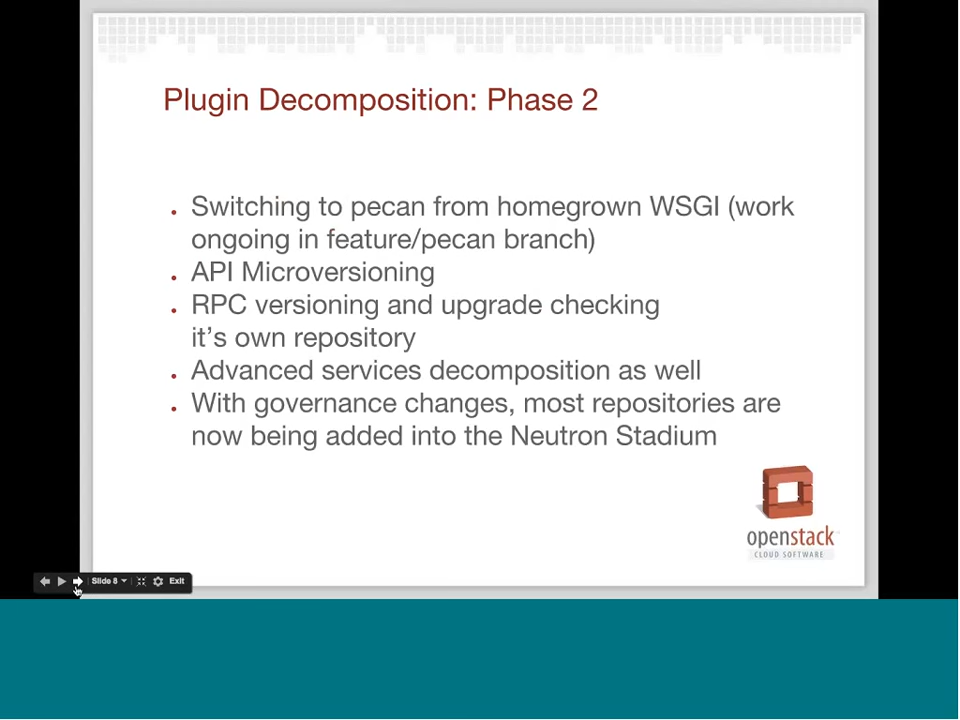 Plugin Decomposition: Phase 2
Switching to pecan from homegrown WSGI (work
ongoing in feature/pecan branch)
API Microversioning
RPC versioning and upgrade checking
it's own repository
Advanced services decomposition as well
With governance changes, most repositories are
now being added into the Neutron Stadium
openstack
CLOUD SOFTWARE
Slide 8
Exit